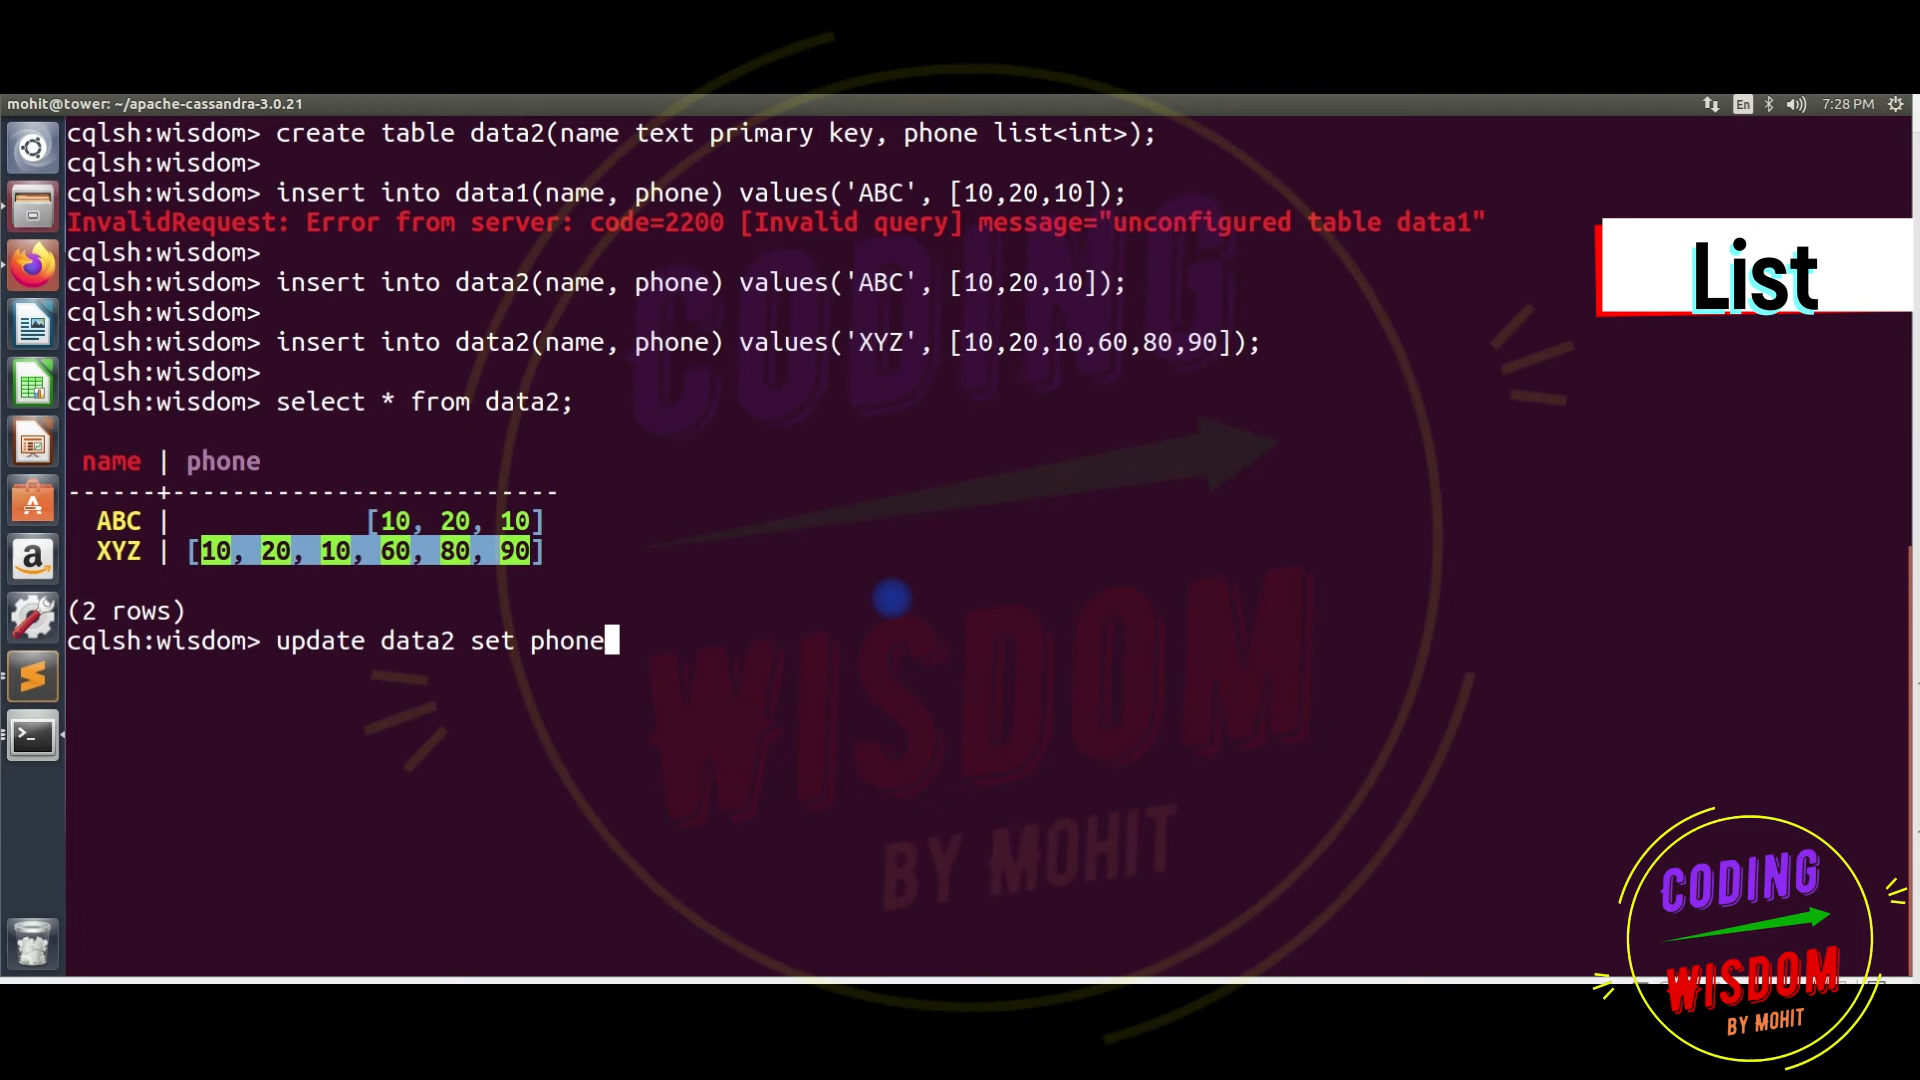 mohit@tower: ~/apache-cassandra-3.0.21
En
7:28 PM
cqlsh:wisdom> create table data2(name text primary key, phone list<int>);
cqlsh:wisdom>
cqlsh:wisdom> insert into data1(name, phone) values('ABC', [10,20,10]);
InvalidRequest: Error from server: code=2200 [Invalid query] message="unconfigured table data1"
cqlsh:wisdom>
cqlsh:wisdom> insert into data2(name, phone) values('ABC', [10,20,10]);
cqlsh:wisdom>
cqlsh:wisdom> insert into data2(name, phone) values('XYZ', [10,20,10,60,80,90]);
cqlsh:wisdom>
cqlsh:wisdom> select * from data2;
name | phone
------+--------------------------
ABC | [10, 20, 10]
XYZ | [10, 20, 10, 60, 80, 90]
(2 rows)
cqlsh:wisdom> update data2 set phone
List
CODING
WISDOM
BY MOHIT
CODING
WISDOM
BY MOHIT